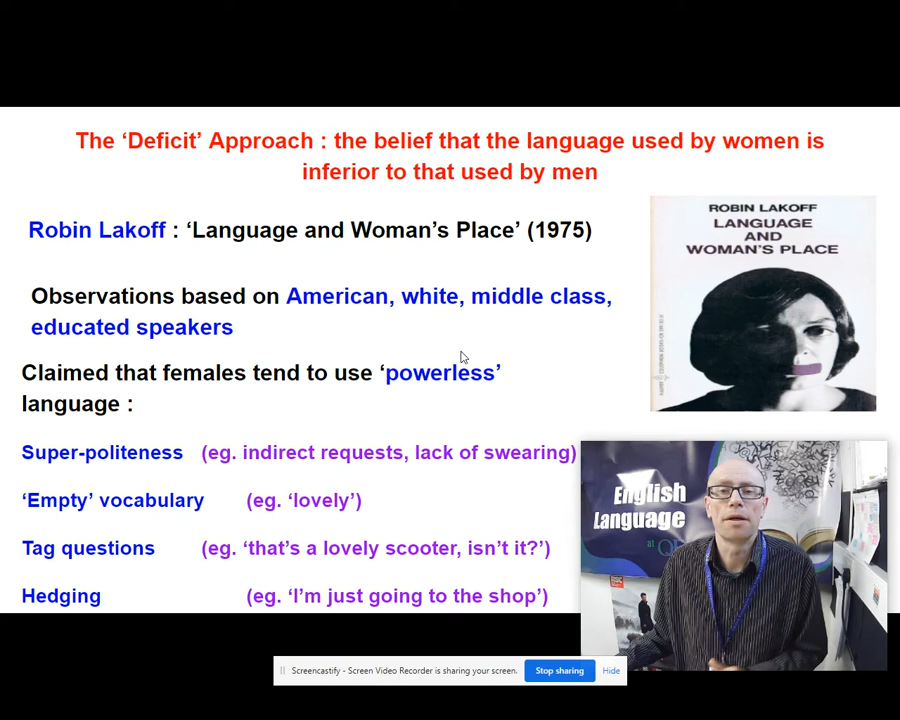 The ‘Deficit’ Approach : the belief that the language used by women is
inferior to that used by men
Robin Lakoff : ‘Language and Woman’s Place’ (1975)
ROBIN LAKOFF
LANGUAGE
AND
WOMAN'S PLACE
Observations based on American, white, middle class,
educated speakers
Claimed that females tend to use ‘powerless’
language :
Super-politeness (eg. indirect requests, lack of swearing)
‘Empty’ vocabulary (eg. ‘lovely’)
Tag questions (eg. ‘that’s a lovely scooter, isn’t it?’)
Hedging (eg. ‘I’m just going to the shop’)
English
Language
at
Screencastify - Screen Video Recorder is sharing your screen.
Stop sharing
Hide